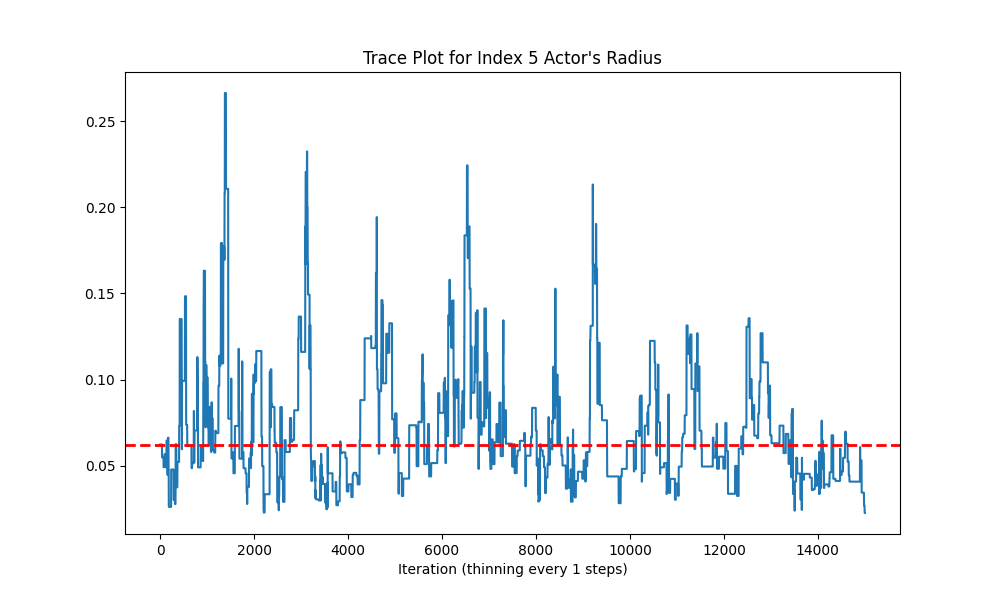 Trace Plot for Index 5 Actor's Radius
0.25
0.20
0.15
0.10
0.05
0 2000 4000 6000 8000 10000 12000 14000
Iteration (thinning every 1 steps)